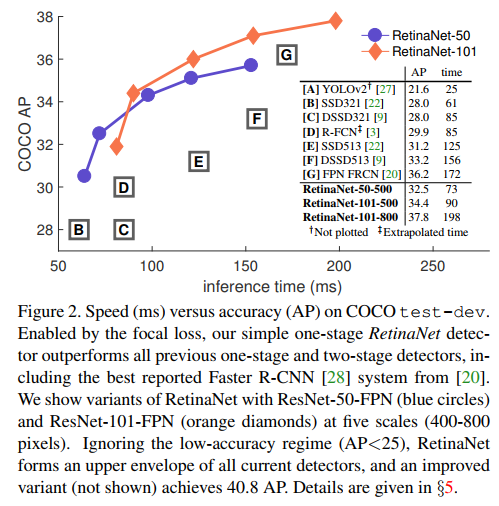 38
36
34
32
30
28
COCO AP
50
100
150
200
250
inference time (ms)
B
C
D
E
F
G
RetinaNet-50
RetinaNet-101
AP time
[A] YOLOv2† [27] 21.6 25
[B] SSD321 [22] 28.0 61
[C] DSSD321 [9] 28.0 85
[D] R-FCN‡ [3] 29.9 85
[E] SSD513 [22] 31.2 125
[F] DSSD513 [9] 33.2 156
[G] FPN FRCN [20] 36.2 172
RetinaNet-50-500 32.5 73
RetinaNet-101-500 34.4 90
RetinaNet-101-800 37.8 198
†Not plotted ‡Extrapolated time
Figure 2. Speed (ms) versus accuracy (AP) on COCO test-dev.
Enabled by the focal loss, our simple one-stage RetinaNet detec-
tor outperforms all previous one-stage and two-stage detectors, in-
cluding the best reported Faster R-CNN [28] system from [20].
We show variants of RetinaNet with ResNet-50-FPN (blue circles)
and ResNet-101-FPN (orange diamonds) at five scales (400-800
pixels). Ignoring the low-accuracy regime (AP<25), RetinaNet
forms an upper envelope of all current detectors, and an improved
variant (not shown) achieves 40.8 AP. Details are given in §5.